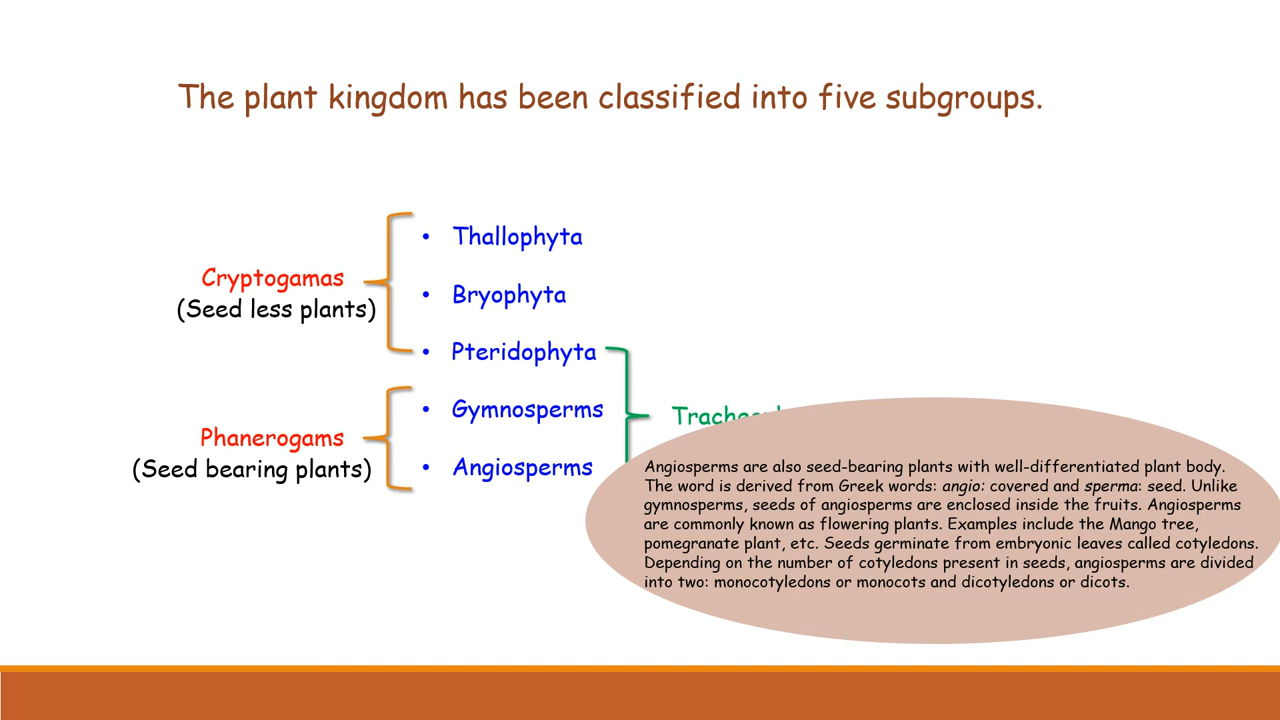 The plant kingdom has been classified into five subgroups.
• Thallophyta
Cryptogamas
(Seed less plants)
• Bryophyta
• Pteridophyta
• Gymnosperms
Phanerogams
(Seed bearing plants)
• Angiosperms
Angiosperms are also seed-bearing plants with well-differentiated plant body.
The word is derived from Greek words: angio: covered and sperma: seed. Unlike
gymnosperms, seeds of angiosperms are enclosed inside the fruits. Angiosperms
are commonly known as flowering plants. Examples include the Mango tree,
pomegranate plant, etc. Seeds germinate from embryonic leaves called cotyledons.
Depending on the number of cotyledons present in seeds, angiosperms are divided
into two: monocotyledons or monocots and dicotyledons or dicots.